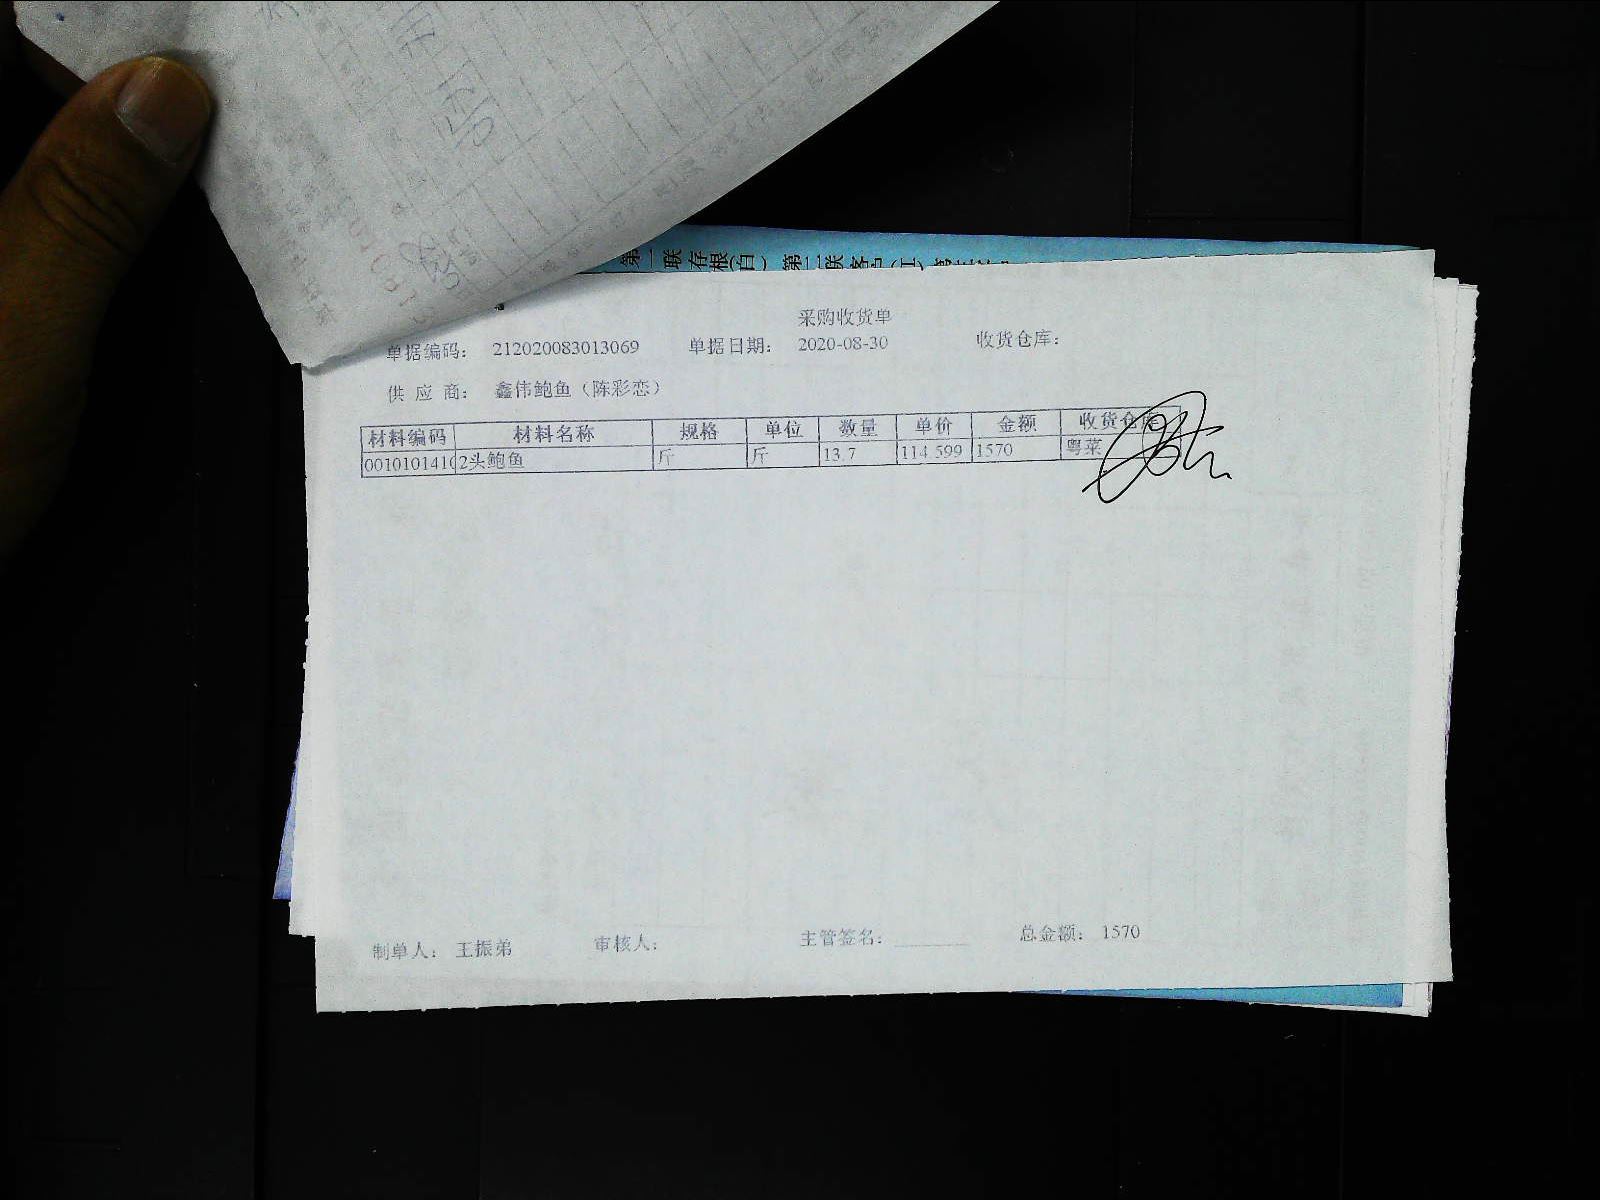 采购收货单
单据编码： 212020083013069 单据日期： 2020-08-30 收货仓库：
供 应 商： 鑫伟鲍鱼（陈彩恋）
材料编码 材料名称 规格 单位 数量 单价 金额 收货仓库
0010101410 2头鲍鱼 斤 斤 13.7 114.599 1570 粤菜
制单人： 王振弟 审核人： 主管签名： 总金额： 1570